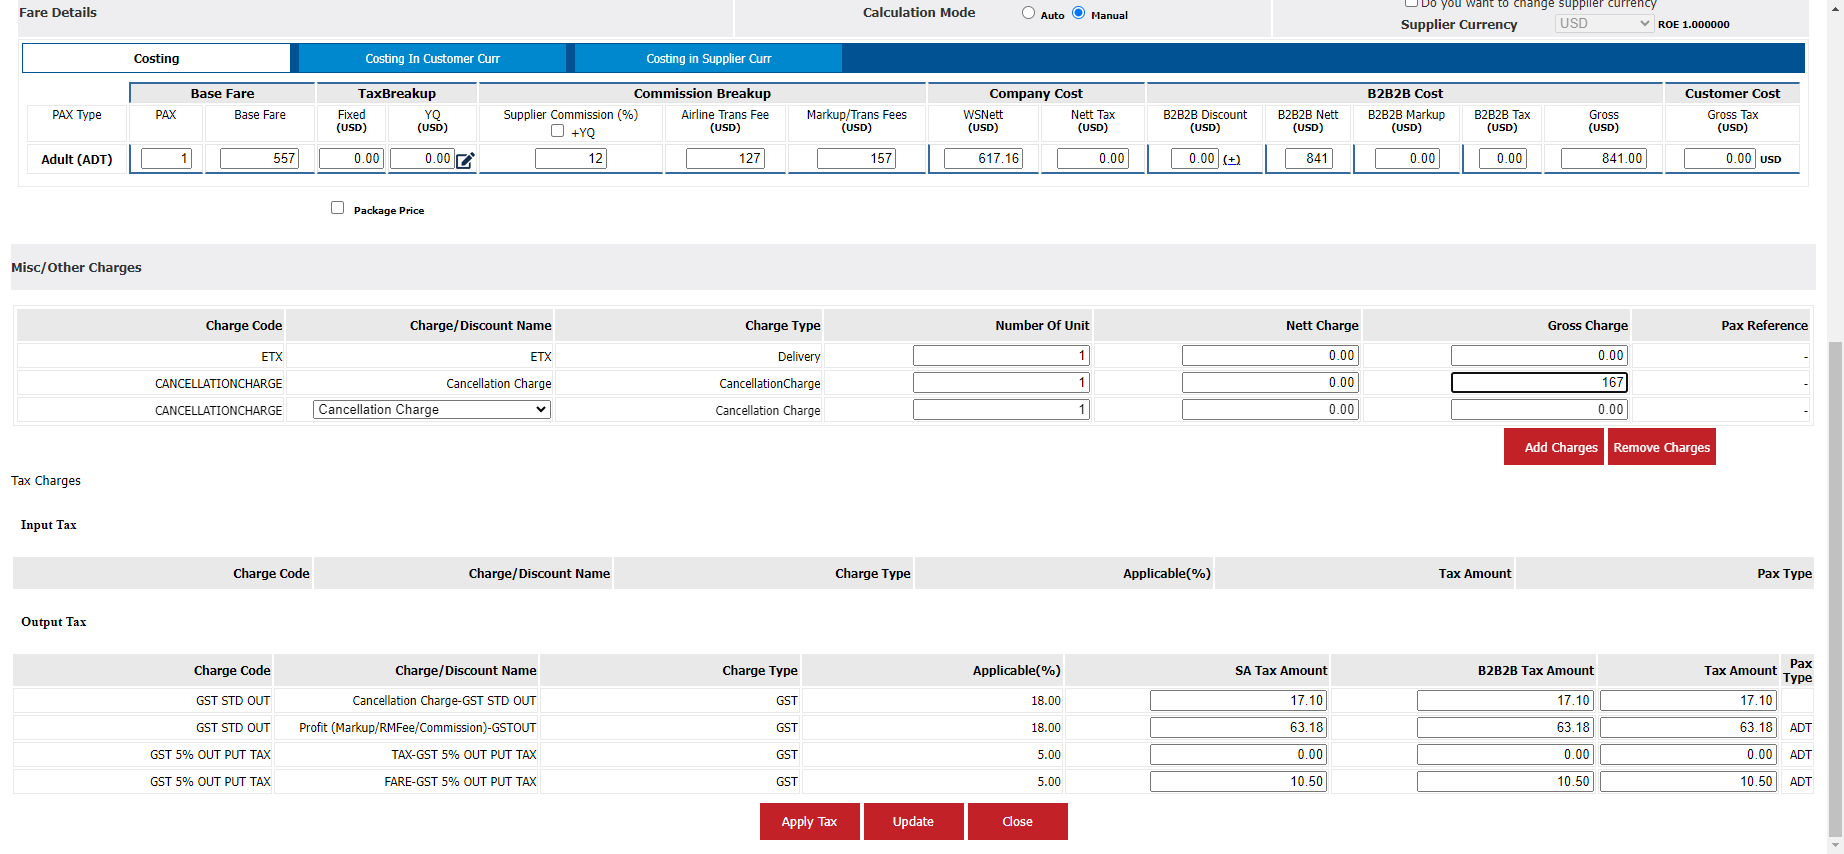 Fare Details
Calculation Mode Auto Manual
Do you want to change supplier currency
Supplier Currency USD ROE 1.000000
Costing Costing In Customer Curr Costing in Supplier Curr
Base Fare TaxBreakup Commission Breakup Company Cost B2B2B Cost Customer Cost
PAX Type PAX Base Fare Fixed YQ Supplier Commission (%) Airline Trans Fee Markup/Trans Fees WSNett Nett Tax B2B2B Discount B2B2B Nett B2B2B Markup B2B2B Tax Gross Gross Tax
(USD) (USD) +YQ (USD) (USD) (USD) (USD) (USD) (USD) (USD) (USD) (USD) (USD)
Adult (ADT) 1 557 0.00 0.00 12 127 157 617.16 0.00 0.00 (+) 841 0.00 0.00 841.00 0.00 USD
Package Price
Misc/Other Charges
Charge Code Charge/Discount Name Charge Type Number Of Unit Nett Charge Gross Charge Pax Reference
ETX ETX Delivery 1 0.00 0.00 -
CANCELLATIONCHARGE Cancellation Charge CancellationCharge 1 0.00 167 -
CANCELLATIONCHARGE Cancellation Charge Cancellation Charge 1 0.00 0.00 -
Add Charges Remove Charges
Tax Charges
Input Tax
Charge Code Charge/Discount Name Charge Type Applicable(%) Tax Amount Pax Type
Output Tax
Charge Code Charge/Discount Name Charge Type Applicable(%) SA Tax Amount B2B2B Tax Amount Tax Amount Pax Type
GST STD OUT Cancellation Charge-GST STD OUT GST 18.00 17.10 17.10 17.10
GST STD OUT Profit (Markup/RMFee/Commission)-GSTOUT GST 18.00 63.18 63.18 63.18 ADT
GST 5% OUT PUT TAX TAX-GST 5% OUT PUT TAX GST 5.00 0.00 0.00 0.00 ADT
GST 5% OUT PUT TAX FARE-GST 5% OUT PUT TAX GST 5.00 10.50 10.50 10.50 ADT
Apply Tax Update Close